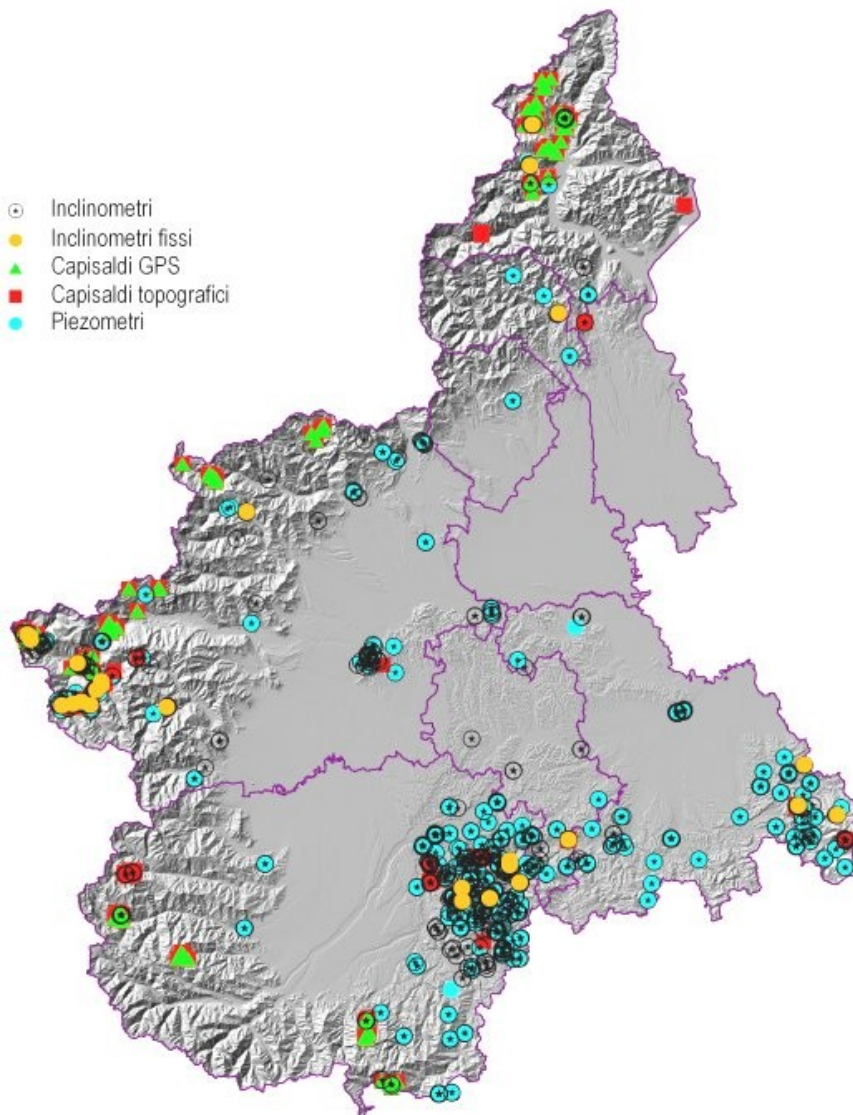 Inclinometri
Inclinometri fissi
Capisaldi GPS
Capisaldi topografici
Piezometri